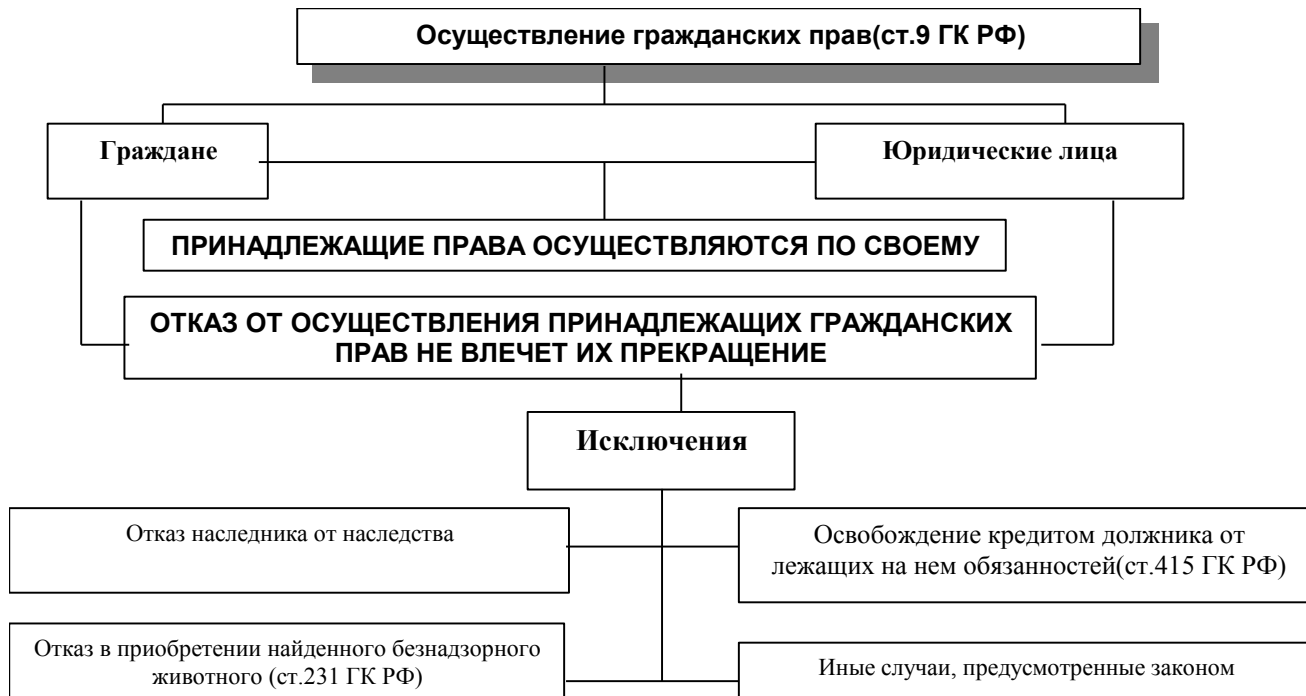 Осуществление гражданских прав(ст.9 ГК РФ)
Граждане
Юридические лица
ПРИНАДЛЕЖАЩИЕ ПРАВА ОСУЩЕСТВЛЯЮТСЯ ПО СВОЕМУ
ОТКАЗ ОТ ОСУЩЕСТВЛЕНИЯ ПРИНАДЛЕЖАЩИХ ГРАЖДАНСКИХ
ПРАВ НЕ ВЛЕЧЕТ ИХ ПРЕКРАЩЕНИЕ
Исключения
Отказ наследника от наследства
Освобождение кредитом должника от
лежащих на нем обязанностей(ст.415 ГК РФ)
Отказ в приобретении найденного безнадзорного
животного (ст.231 ГК РФ)
Иные случаи, предусмотренные законом